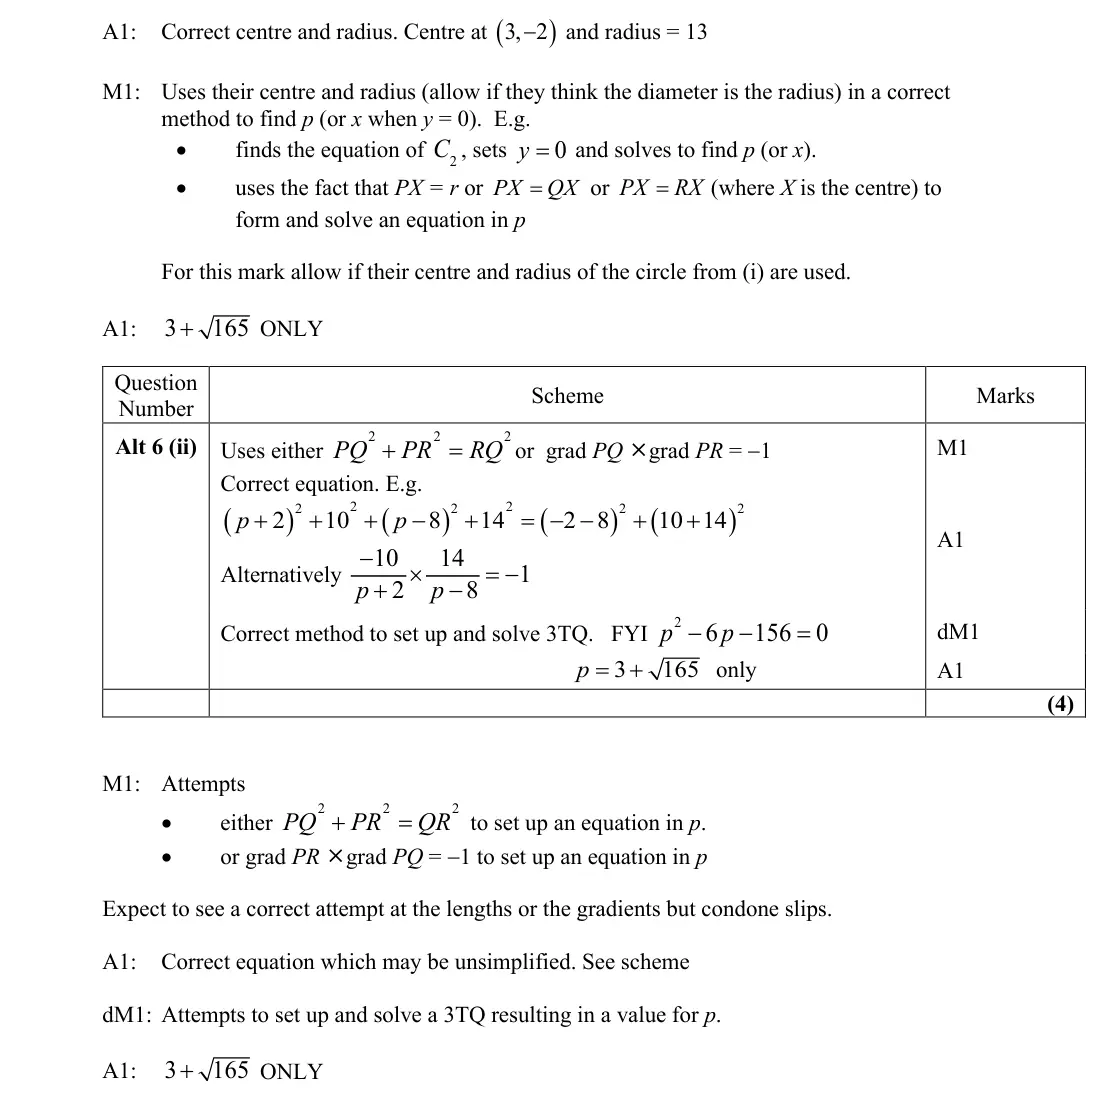 A1: Correct centre and radius. Centre at (3,−2) and radius = 13
M1: Uses their centre and radius (allow if they think the diameter is the radius) in a correct
method to find p (or x when y = 0). E.g.
• finds the equation of C₂, sets y = 0 and solves to find p (or x).
• uses the fact that PX = r or PX = QX or PX = RX (where X is the centre) to
form and solve an equation in p
For this mark allow if their centre and radius of the circle from (i) are used.
A1: 3+√165 ONLY
Question Number Scheme Marks
Alt 6 (ii) Uses either PQ² + PR² = RQ² or grad PQ × grad PR = −1 M1
Correct equation. E.g.
(p+2)² +10² +(p−8)² +14² = (−2−8)² +(10+14)² A1
Alternatively −10/(p+2) × 14/(p−8) = −1
Correct method to set up and solve 3TQ. FYI p² −6p−156 = 0 dM1
p = 3+√165 only A1
(4)
M1: Attempts
• either PQ² + PR² = QR² to set up an equation in p.
• or grad PR × grad PQ = −1 to set up an equation in p
Expect to see a correct attempt at the lengths or the gradients but condone slips.
A1: Correct equation which may be unsimplified. See scheme
dM1: Attempts to set up and solve a 3TQ resulting in a value for p.
A1: 3+√165 ONLY